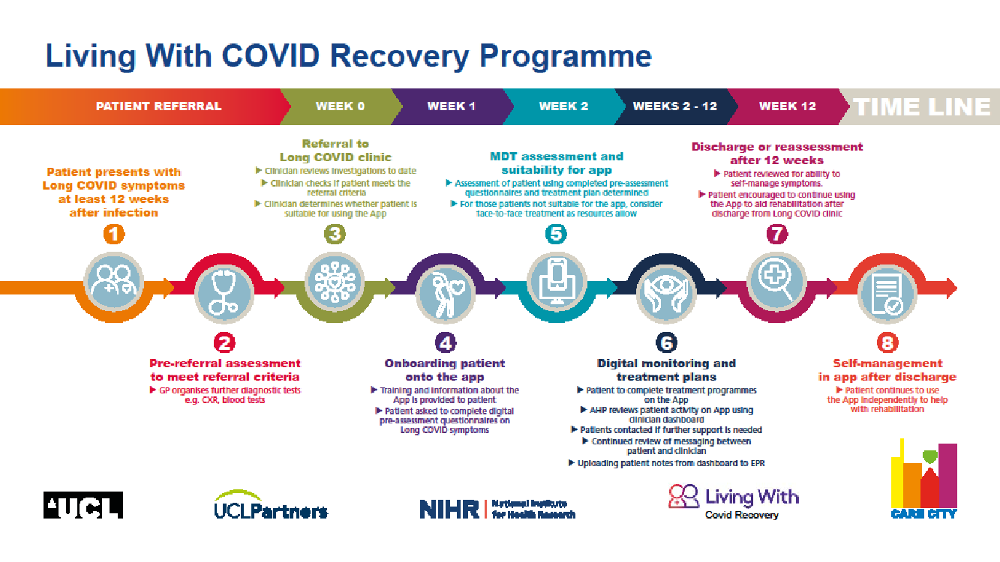 Living With COVID Recovery Programme
PATIENT REFERRAL
WEEK 0
WEEK 1
WEEK 2
WEEKS 2 - 12
WEEK 12
TIME LINE
Patient presents with
Long COVID symptoms
at least 12 weeks
after infection
1
2
Pre-referral assessment
to meet referral criteria
▶ GP organises further diagnostic tests
e.g. CXR, blood tests
Referral to
Long COVID clinic
▶ Clinician reviews investigations to date
▶ Clinician checks if patient meets the
referral criteria
▶ Clinician determines whether patient is
suitable for using the App
3
4
Onboarding patient
onto the app
▶ Training and information about the
App is provided to patient
▶ Patient asked to complete digital
pre-assessment questionnaires on
Long COVID symptoms
MDT assessment and
suitability for app
▶ Assessment of patient using completed pre-assessment
questionnaires and treatment plan determined
▶ For those patients not suitable for the app, consider
face-to-face treatment as resources allow
5
6
Digital monitoring and
treatment plans
▶ Patient to complete treatment programmes
on the App
▶ AHP reviews patient activity on App using
clinician dashboard
▶ Patients contacted if further support is needed
▶ Continued review of messaging between
patient and clinician
▶ Uploading patient notes from dashboard to EPR
Discharge or reassessment
after 12 weeks
▶ Patient reviewed for ability to
self-manage symptoms.
▶ Patient encouraged to continue using
the App to aid rehabilitation after
discharge from Long COVID clinic
7
8
Self-management
in app after discharge
▶ Patient continues to use
the App independently to help
with rehabilitation
UCL
UCLPartners
NIHR | National Institute
for Health Research
Living With
Covid Recovery
CARE CITY